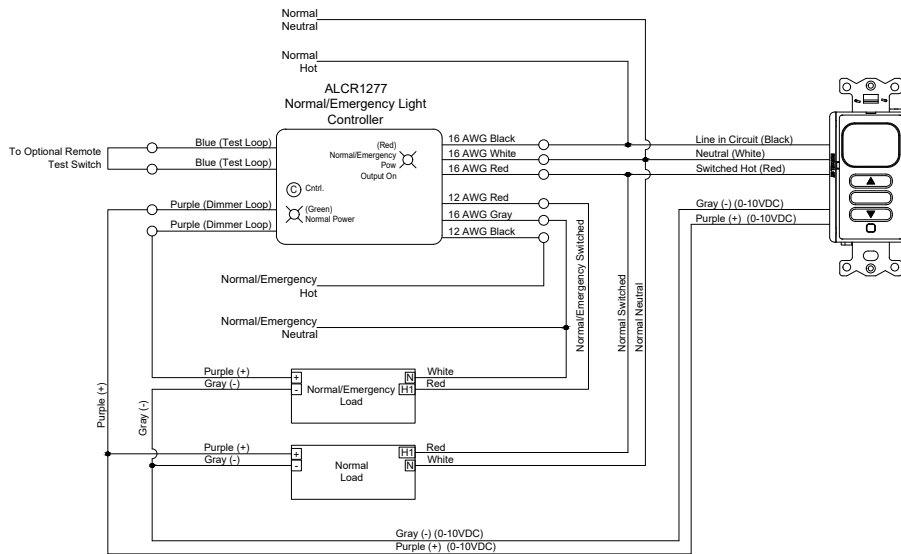 Normal
Neutral
Normal
Hot
ALCR1277
Normal/Emergency Light
Controller
To Optional Remote
Test Switch
Blue (Test Loop)
Blue (Test Loop)
Purple (Dimmer Loop)
Purple (Dimmer Loop)
(Red)
Normal/Emergency
Pow
Output On
C Cntrl.
(Green)
Normal Power
16 AWG Black
16 AWG White
16 AWG Red
12 AWG Red
16 AWG Gray
12 AWG Black
Line in Circuit (Black)
Neutral (White)
Switched Hot (Red)
Gray (-) (0-10VDC)
Purple (+) (0-10VDC)
Normal/Emergency
Hot
Normal/Emergency
Neutral
Normal/Emergency Switched
Normal Switched
Normal Neutral
Purple (+)
Gray (-)
Purple (+)
Gray (-)
+
-
Normal/Emergency
Load
N
H1
White
Red
Purple (+)
Gray (-)
+
-
Normal
Load
H1
N
Red
White
Gray (-) (0-10VDC)
Purple (+) (0-10VDC)